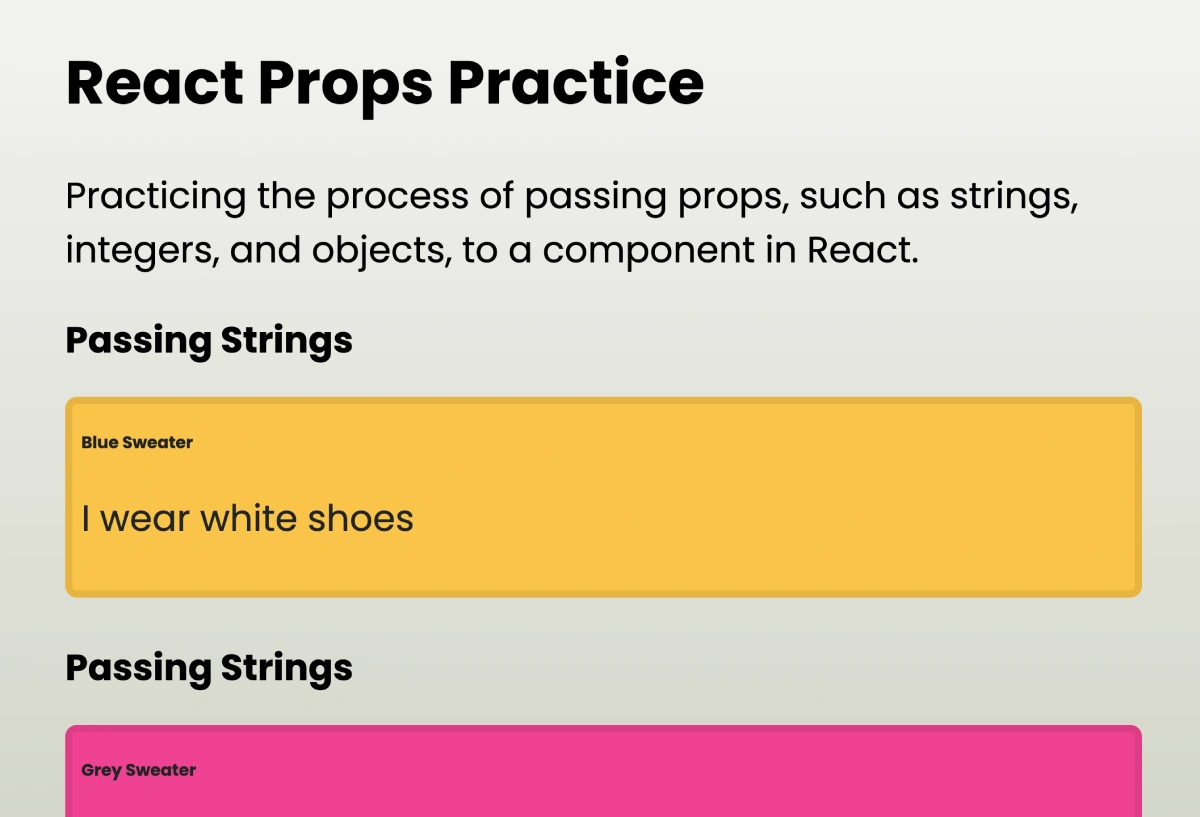 React Props Practice
Practicing the process of passing props, such as strings,
integers, and objects, to a component in React.
Passing Strings
Blue Sweater
I wear white shoes
Passing Strings
Grey Sweater